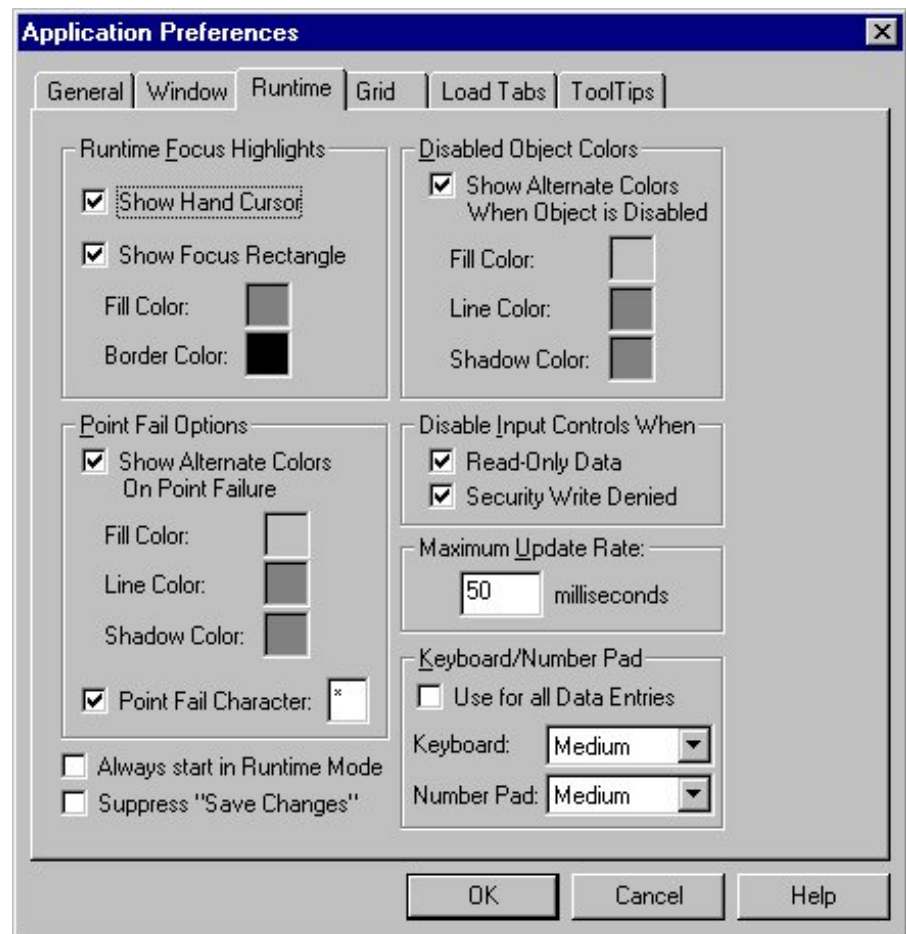 Application Preferences
General Window Runtime Grid Load Tabs ToolTips
Runtime Focus Highlights
Show Hand Cursor
Show Focus Rectangle
Fill Color:
Border Color:
Disabled Object Colors
Show Alternate Colors
When Object is Disabled
Fill Color:
Line Color:
Shadow Color:
Point Fail Options
Show Alternate Colors
On Point Failure
Fill Color:
Line Color:
Shadow Color:
Point Fail Character: *
Disable Input Controls When
Read-Only Data
Security Write Denied
Maximum Update Rate:
50 milliseconds
Keyboard/Number Pad
Use for all Data Entries
Keyboard: Medium
Number Pad: Medium
Always start in Runtime Mode
Suppress "Save Changes"
OK Cancel Help